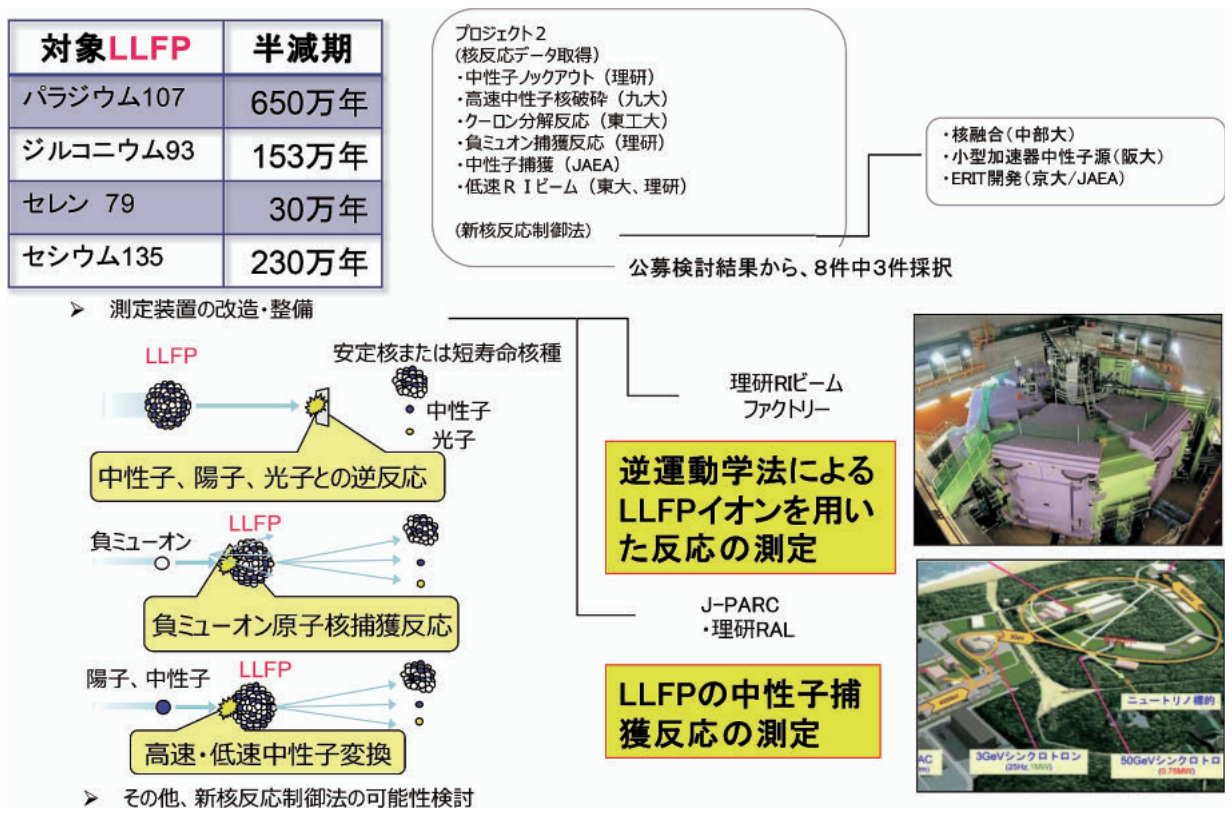 対象LLFP 半減期
パラジウム107 650万年
ジルコニウム93 153万年
セレン 79 30万年
セシウム135 230万年
プロジェクト2
(核反応データ取得)
・中性子ノックアウト (理研)
・高速中性子核破砕 (九大)
・クーロン分解反応 (東工大)
・負ミュオン捕獲反応 (理研)
・中性子捕獲 (JAEA)
・低速RIビーム (東大、理研)
(新核反応制御法)
・核融合(中部大)
・小型加速器中性子源(阪大)
・ERIT開発(京大/JAEA)
公募検討結果から、8件中3件採択
➢ 測定装置の改造・整備
LLFP
安定核または短寿命核種
中性子
光子
中性子、陽子、光子との逆反応
負ミューオン
LLFP
負ミューオン原子核捕獲反応
陽子、中性子
LLFP
高速・低速中性子変換
➢ その他、新核反応制御法の可能性検討
理研RIビーム
ファクトリー
逆運動学法による
LLFPイオンを用い
た反応の測定
J-PARC
・理研RAL
LLFPの中性子捕
獲反応の測定
ニュートリノ標的
3GeVシンクロトロン
(25Hz,1MW)
50GeVシンクロトロ
(0.75MW)
AC